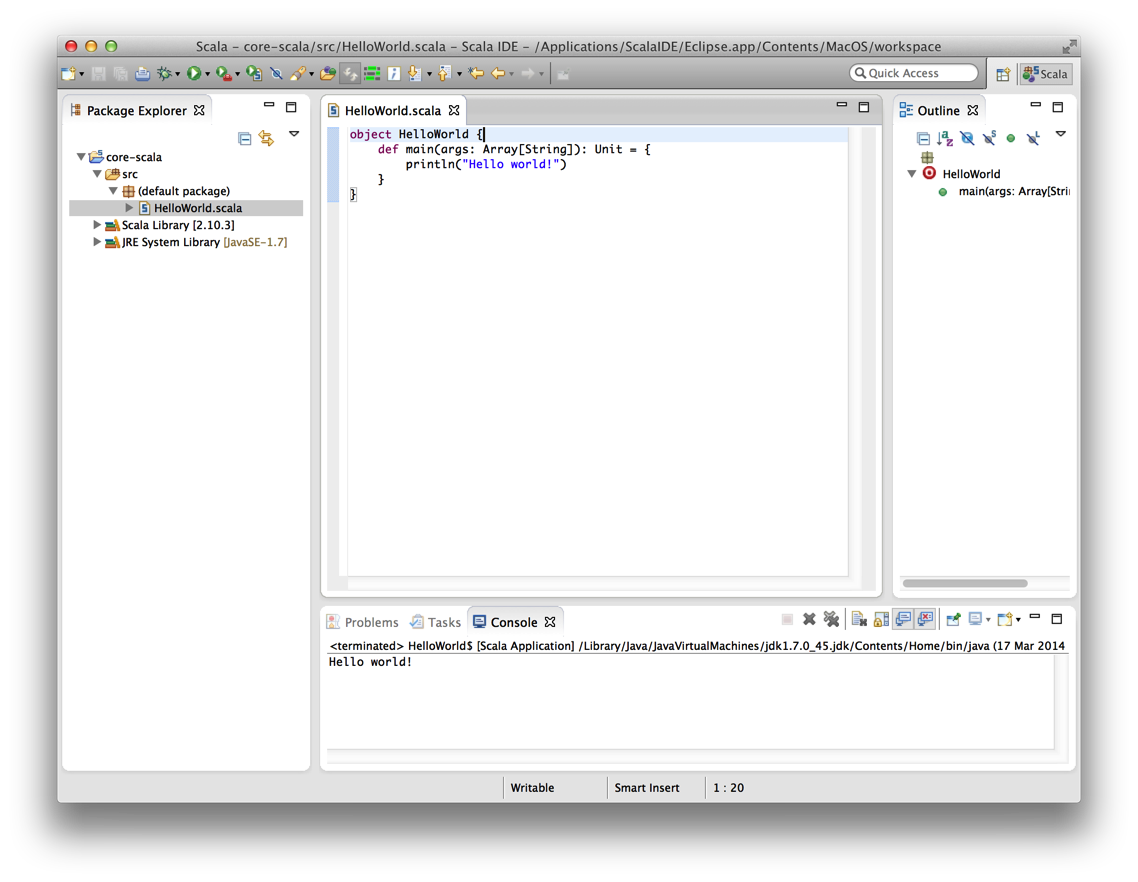 Scala – core-scala/src/HelloWorld.scala – Scala IDE – /Applications/ScalaIDE/Eclipse.app/Contents/MacOS/workspace
Quick Access
Scala
Package Explorer
core-scala
src
(default package)
HelloWorld.scala
Scala Library [2.10.3]
JRE System Library [JavaSE-1.7]
HelloWorld.scala
object HelloWorld {
def main(args: Array[String]): Unit = {
println("Hello world!")
}
}
Outline
HelloWorld
main(args: Array[Stri
Problems
Tasks
Console
<terminated> HelloWorld$ [Scala Application] /Library/Java/JavaVirtualMachines/jdk1.7.0_45.jdk/Contents/Home/bin/java (17 Mar 2014
Hello world!
Writable
Smart Insert
1 : 20